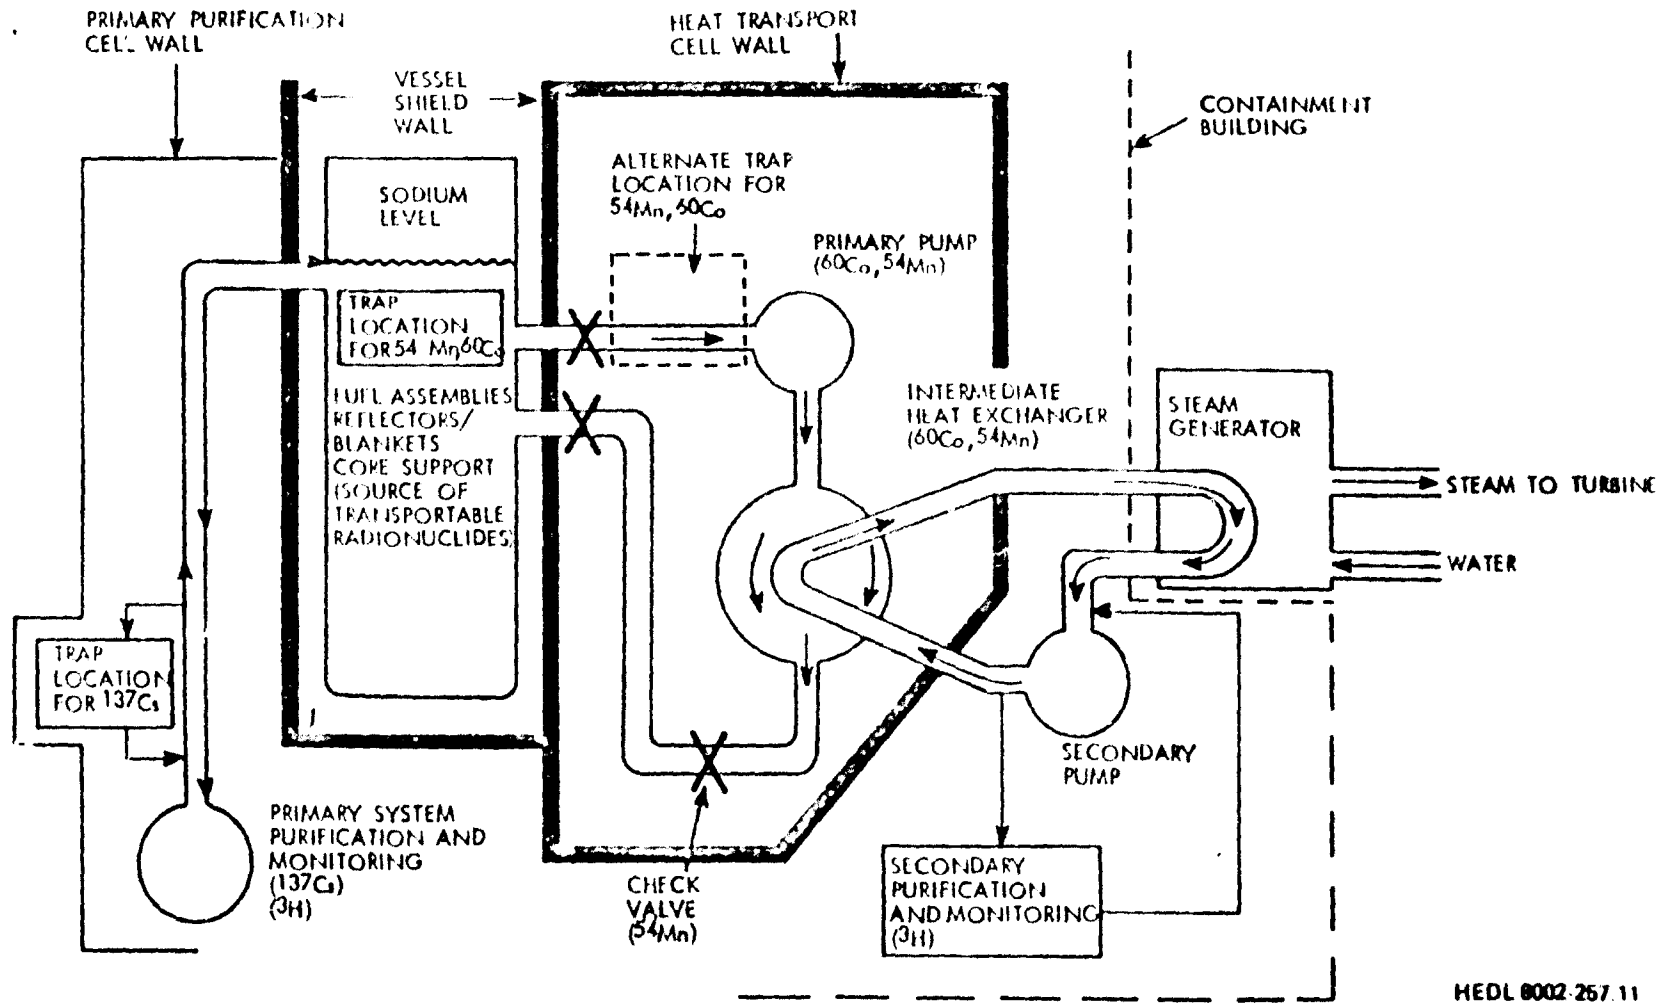 PRIMARY PURIFICATION
CELL WALL
HEAT TRANSPORT
CELL WALL
VESSEL
SHIELD
WALL
CONTAINMENT
BUILDING
ALTERNATE TRAP
LOCATION FOR
54Mn, 60Co
SODIUM
LEVEL
PRIMARY PUMP
(60Co, 54Mn)
TRAP
LOCATION
FOR 54 Mn 60Co
FUEL ASSEMBLIES
REFLECTORS/
BLANKETS
CORE SUPPORT
(SOURCE OF
TRANSPORTABLE
RADIONUCLIDES)
INTERMEDIATE
HEAT EXCHANGER
(60Co, 54Mn)
STEAM
GENERATOR
STEAM TO TURBINE
WATER
TRAP
LOCATION
FOR 137Cs
SECONDARY
PUMP
PRIMARY SYSTEM
PURIFICATION AND
MONITORING
(137Cs)
(3H)
CHECK
VALVE
(54Mn)
SECONDARY
PURIFICATION
AND MONITORING
(3H)
HEDL 8002-257.11